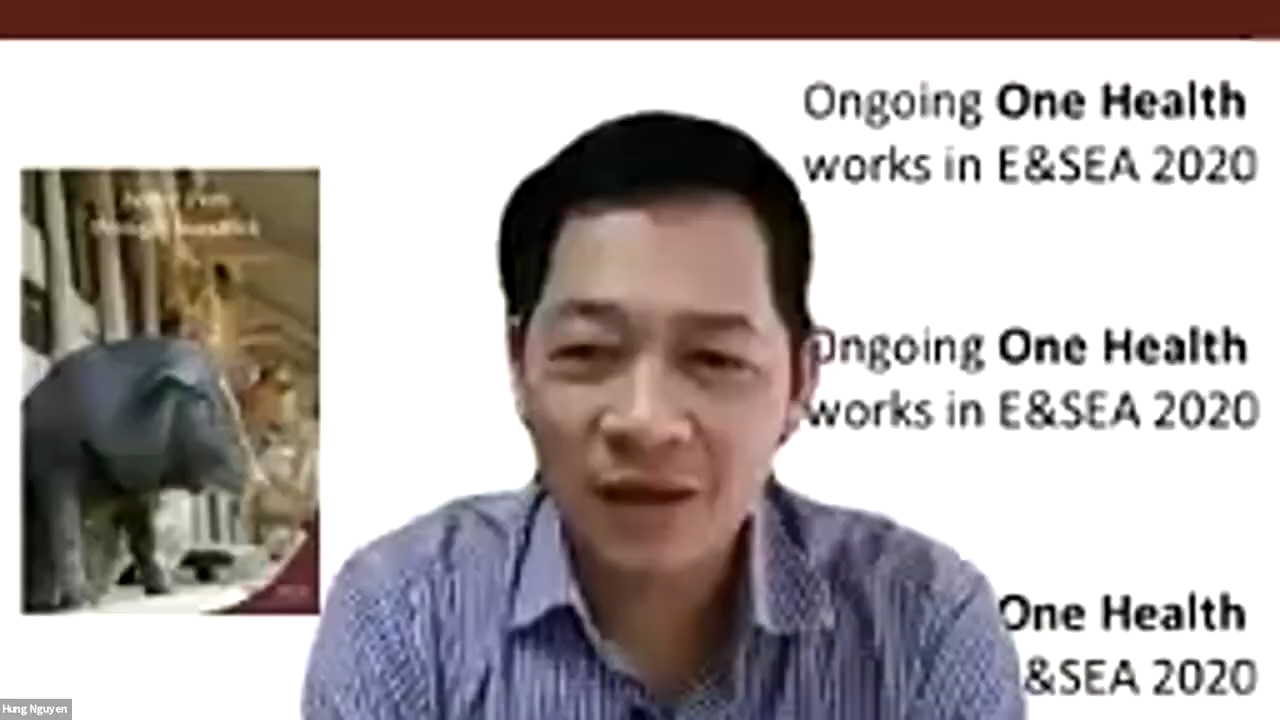 Ongoing One Health
works in E&SEA 2020
Ongoing One Health
works in E&SEA 2020
One Health
&SEA 2020
Hung Nguyen